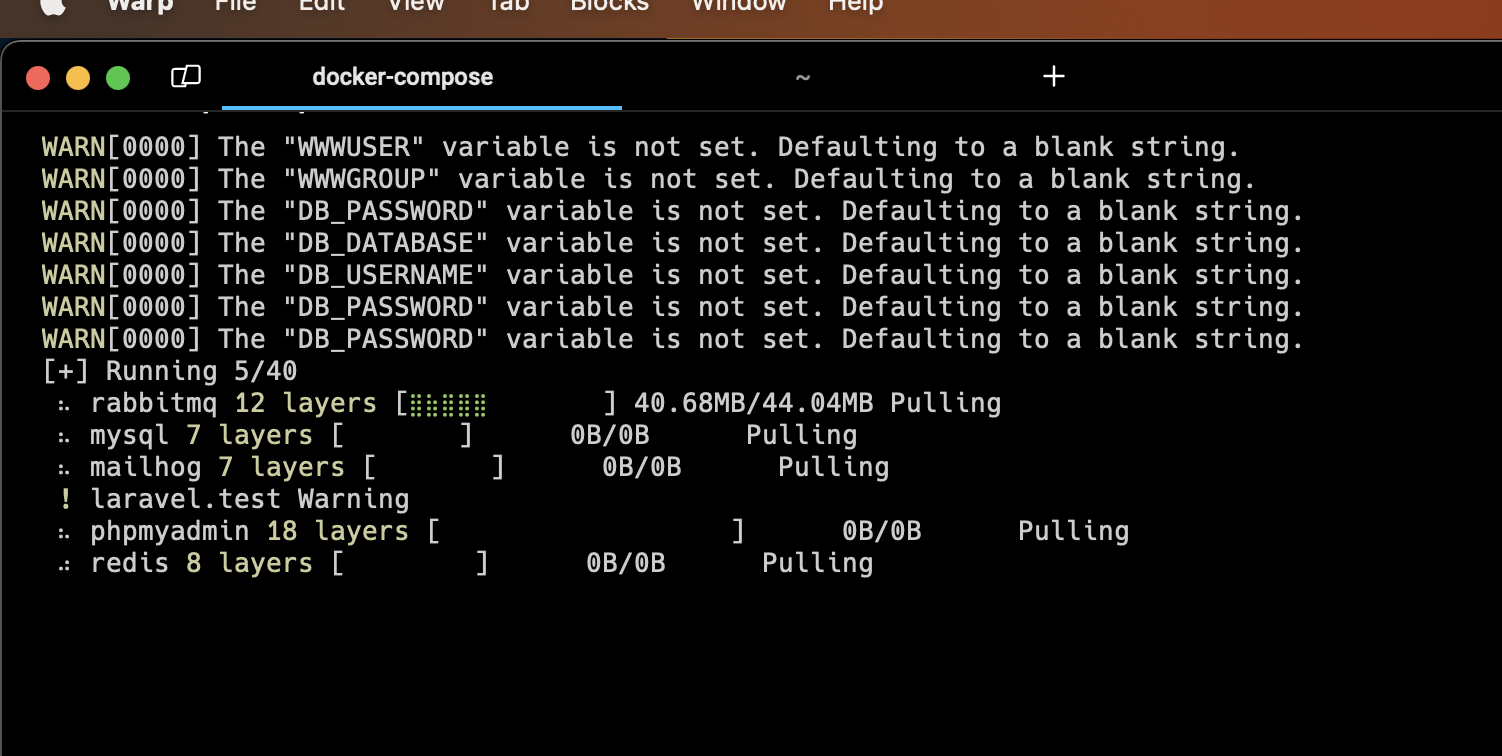 Warp File Edit View Tab Blocks Window Help
docker-compose ~ +
WARN[0000] The "WWWUSER" variable is not set. Defaulting to a blank string.
WARN[0000] The "WWWGROUP" variable is not set. Defaulting to a blank string.
WARN[0000] The "DB_PASSWORD" variable is not set. Defaulting to a blank string.
WARN[0000] The "DB_DATABASE" variable is not set. Defaulting to a blank string.
WARN[0000] The "DB_USERNAME" variable is not set. Defaulting to a blank string.
WARN[0000] The "DB_PASSWORD" variable is not set. Defaulting to a blank string.
WARN[0000] The "DB_PASSWORD" variable is not set. Defaulting to a blank string.
[+] Running 5/40
⠦ rabbitmq 12 layers [⣿⣷⣿⣿⣿       ] 40.68MB/44.04MB Pulling
⠦ mysql 7 layers [       ]      0B/0B      Pulling
⠦ mailhog 7 layers [       ]      0B/0B      Pulling
! laravel.test Warning
⠦ phpmyadmin 18 layers [                  ]      0B/0B      Pulling
⠴ redis 8 layers [        ]      0B/0B      Pulling